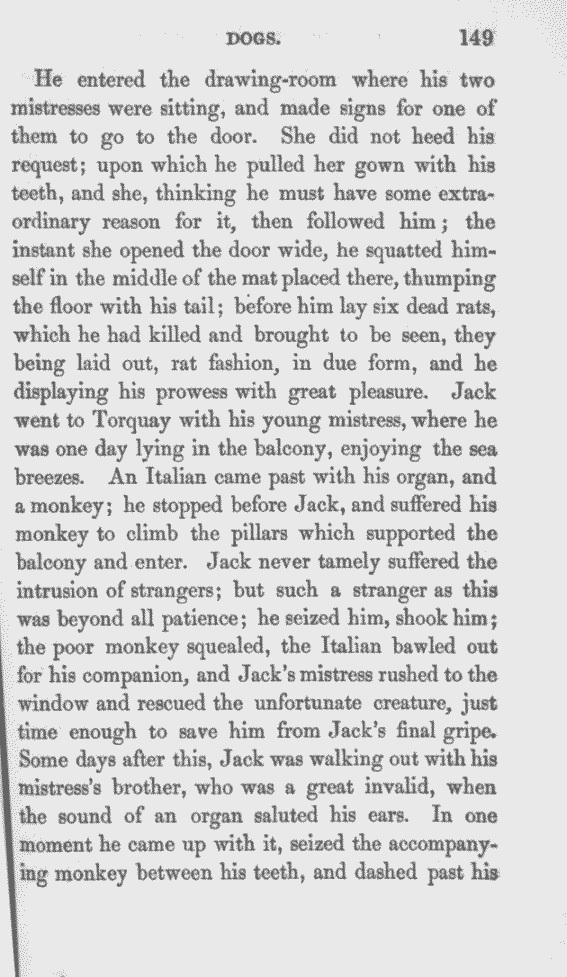 DOGS. 149
He entered the drawing-room where his two
mistresses were sitting, and made signs for one of
them to go to the door. She did not heed his
request; upon which he pulled her gown with his
teeth, and she, thinking he must have some extra-
ordinary reason for it, then followed him; the
instant she opened the door wide, he squatted him-
self in the middle of the mat placed there, thumping
the floor with his tail; before him lay six dead rats,
which he had killed and brought to be seen, they
being laid out, rat fashion, in due form, and he
displaying his prowess with great pleasure. Jack
went to Torquay with his young mistress, where he
was one day lying in the balcony, enjoying the sea
breezes. An Italian came past with his organ, and
a monkey; he stopped before Jack, and suffered his
monkey to climb the pillars which supported the
balcony and enter. Jack never tamely suffered the
intrusion of strangers; but such a stranger as this
was beyond all patience; he seized him, shook him;
the poor monkey squealed, the Italian bawled out
for his companion, and Jack's mistress rushed to the
window and rescued the unfortunate creature, just
time enough to save him from Jack's final gripe.
Some days after this, Jack was walking out with his
mistress's brother, who was a great invalid, when
the sound of an organ saluted his ears. In one
moment he came up with it, seized the accompany-
ing monkey between his teeth, and dashed past his